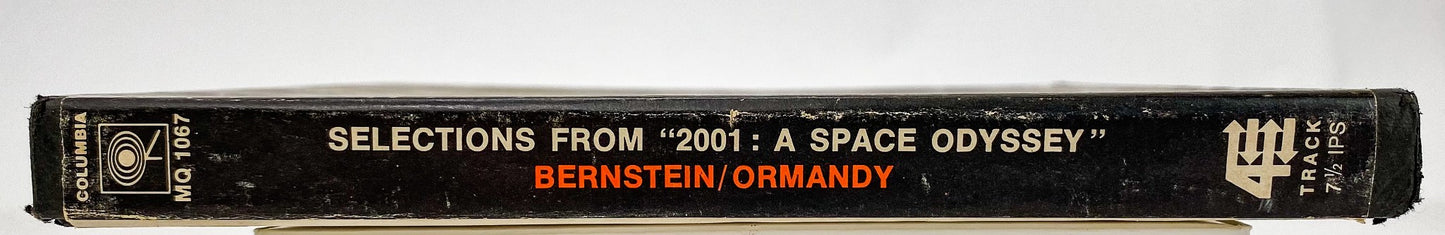 COLUMBIA
MQ 1067
SELECTIONS FROM “2001: A SPACE ODYSSEY”
BERNSTEIN/ORMANDY
4
TRACK
7½ IPS